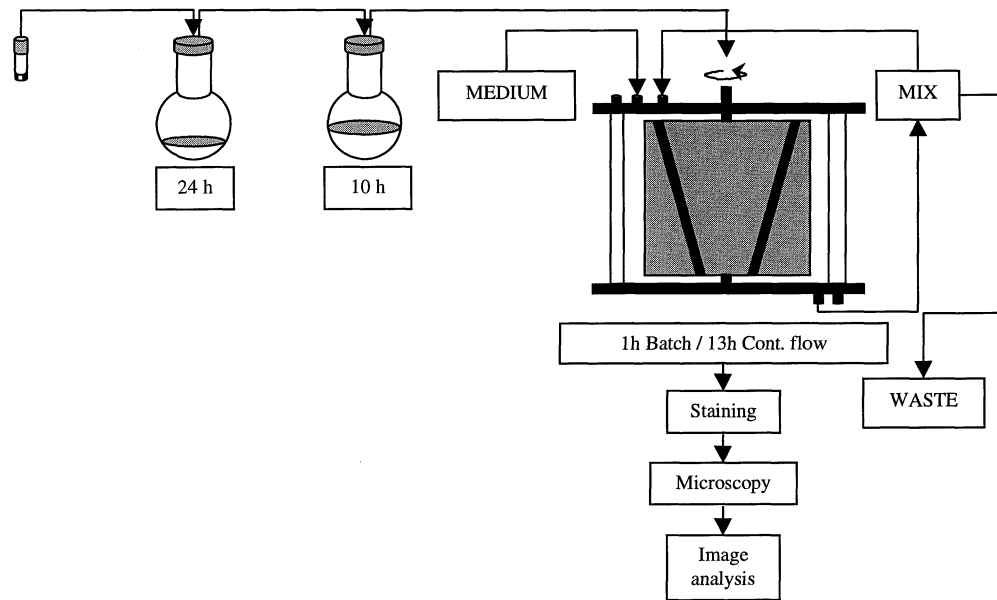 MEDIUM
MIX
24 h
10 h
1h Batch / 13h Cont. flow
WASTE
Staining
Microscopy
Image
analysis